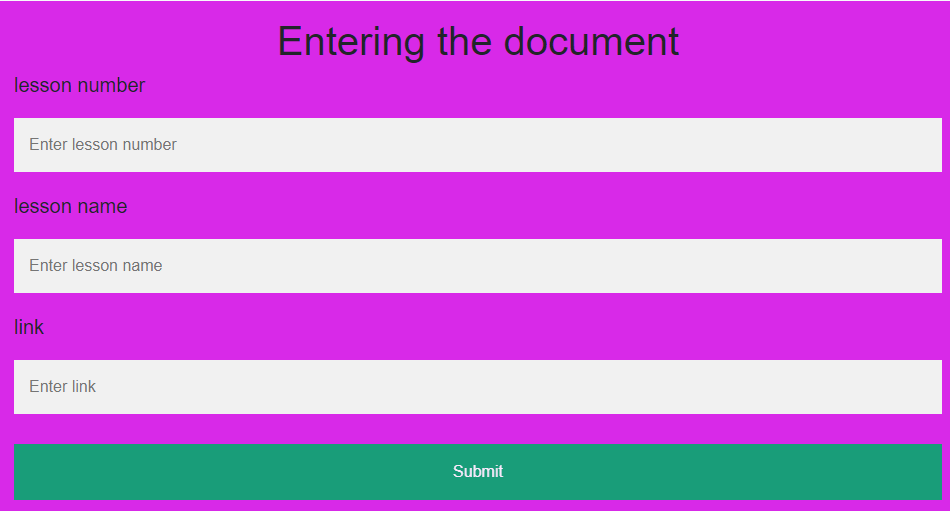 Entering the document
lesson number
Enter lesson number
lesson name
Enter lesson name
link
Enter link
Submit